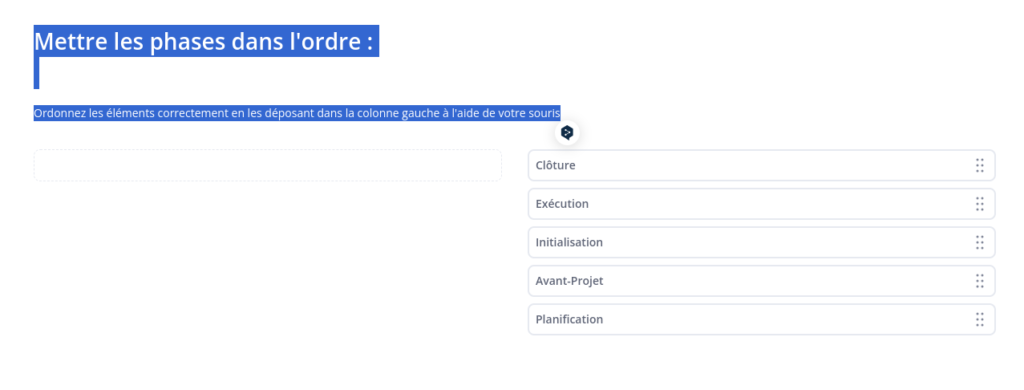 Mettre les phases dans l'ordre :
Ordonnez les éléments correctement en les déposant dans la colonne gauche à l'aide de votre souris
Clôture
Exécution
Initialisation
Avant-Projet
Planification